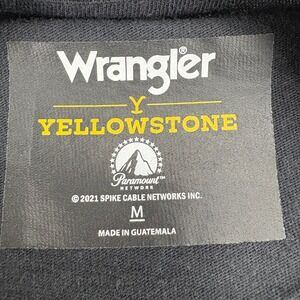 Wrangler
Y
YELLOWSTONE
Paramount
NETWORK
© 2021 SPIKE CABLE NETWORKS INC.
M
MADE IN GUATEMALA